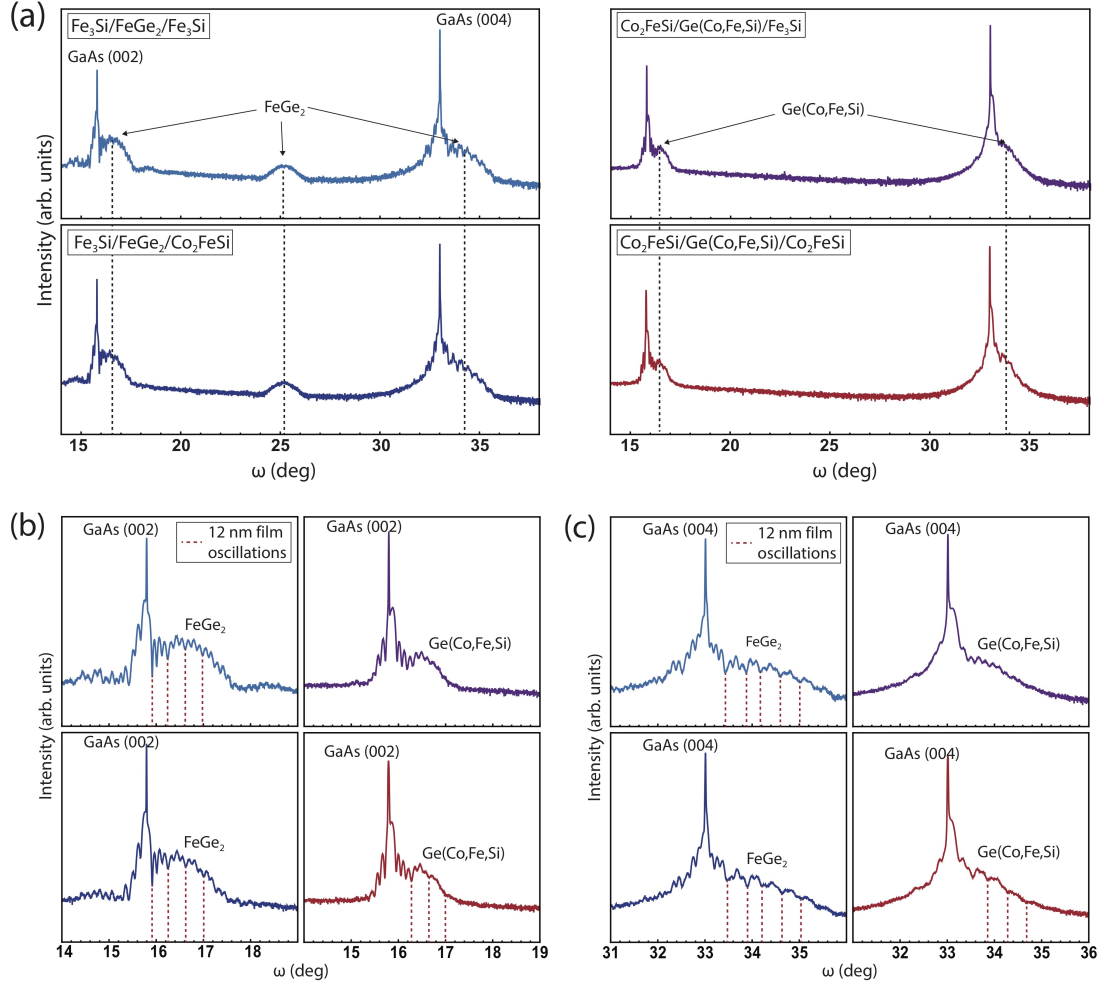 (a)
Fe₃Si/FeGe₂/Fe₃Si
GaAs (004)
GaAs (002)
FeGe₂
Co₂FeSi/Ge(Co,Fe,Si)/Fe₃Si
Ge(Co,Fe,Si)
Intensity (arb. units)
Fe₃Si/FeGe₂/Co₂FeSi
Co₂FeSi/Ge(Co,Fe,Si)/Co₂FeSi
15 20 25 30 35
15 20 25 30 35
ω (deg)
ω (deg)
(b)
GaAs (002)
12 nm film
oscillations
FeGe₂
GaAs (002)
Ge(Co,Fe,Si)
Intensity (arb. units)
GaAs (002)
FeGe₂
GaAs (002)
Ge(Co,Fe,Si)
14 15 16 17 18
15 16 17 18 19
ω (deg)
(c)
GaAs (004)
12 nm film
oscillations
FeGe₂
GaAs (004)
Ge(Co,Fe,Si)
Intensity (arb. units)
GaAs (004)
FeGe₂
GaAs (004)
Ge(Co,Fe,Si)
31 32 33 34 35
32 33 34 35 36
ω (deg)